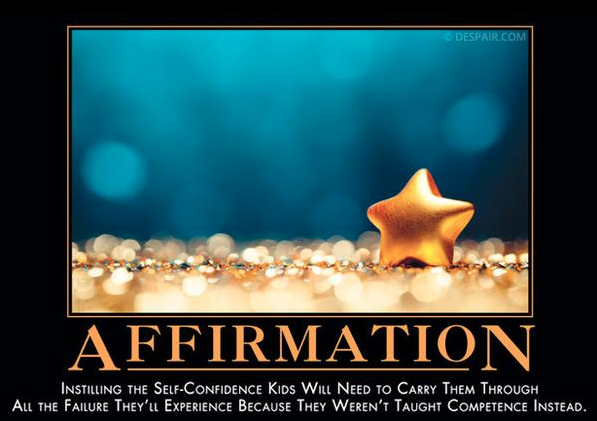 © DESPAIR.COM
AFFIRMATION
Instilling the Self-Confidence Kids Will Need to Carry Them Through
All the Failure They'll Experience Because They Weren't Taught Competence Instead.